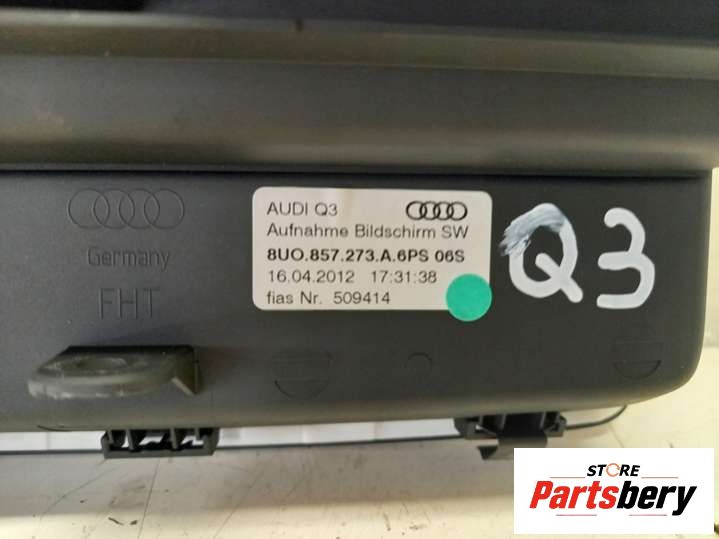 AUDI Q3
Aufnahme Bildschirm SW
8UO.857.273.A.6PS 06S
16.04.2012 17:31:38
fias Nr. 509414
Germany
FHT
Q3
STORE
Partsbery